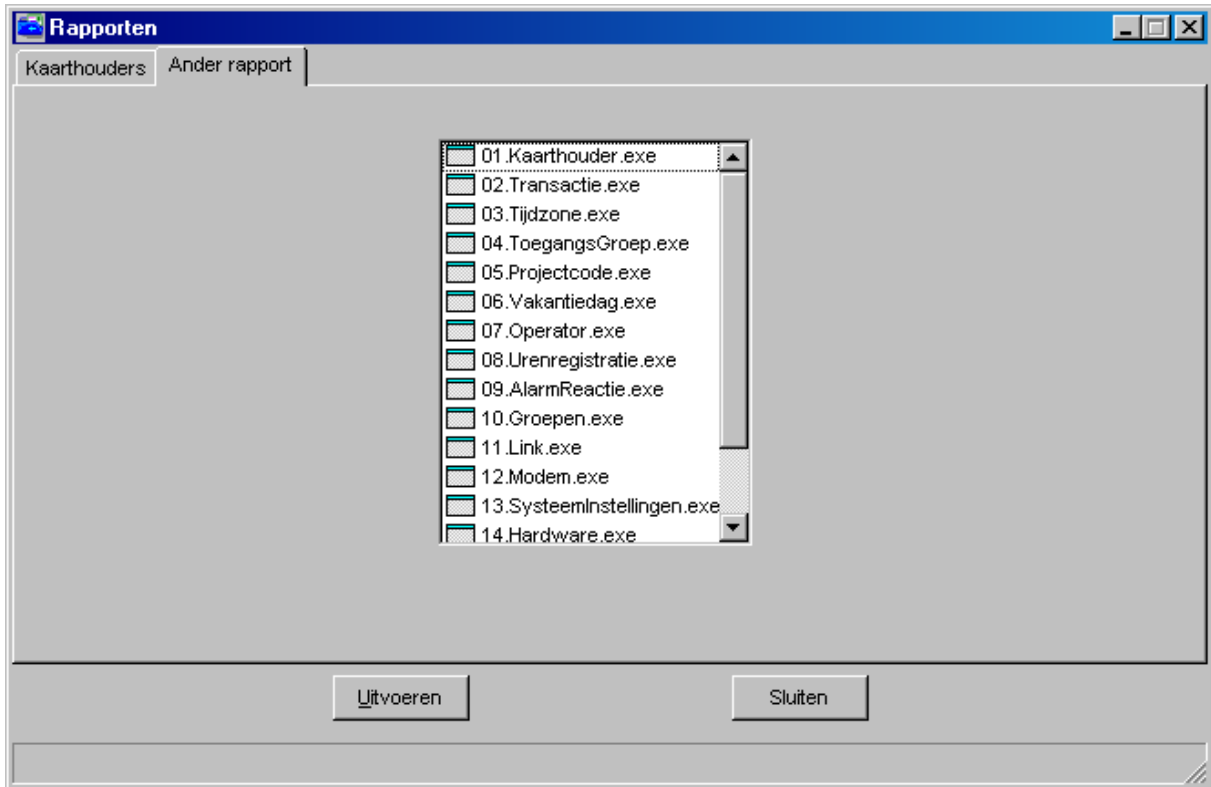 Rapporten
Kaarthouders Ander rapport
01.Kaarthouder.exe
02.Transactie.exe
03.Tijdzone.exe
04.ToegangsGroep.exe
05.Projectcode.exe
06.Vakantiedag.exe
07.Operator.exe
08.Urenregistratie.exe
09.AlarmReactie.exe
10.Groepen.exe
11.Link.exe
12.Modem.exe
13.SysteemInstellingen.exe
14.Hardware.exe
Uitvoeren Sluiten